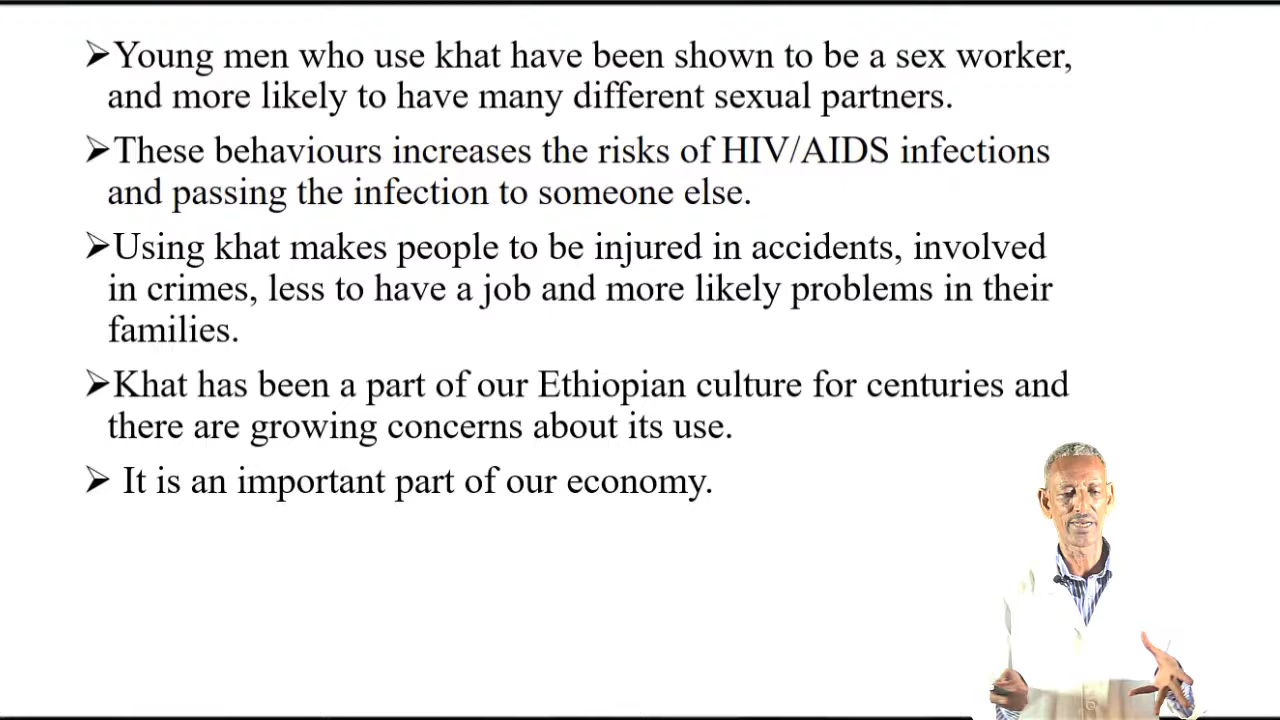 ➢Young men who use khat have been shown to be a sex worker,
and more likely to have many different sexual partners.
➢These behaviours increases the risks of HIV/AIDS infections
and passing the infection to someone else.
➢Using khat makes people to be injured in accidents, involved
in crimes, less to have a job and more likely problems in their
families.
➢Khat has been a part of our Ethiopian culture for centuries and
there are growing concerns about its use.
➢ It is an important part of our economy.